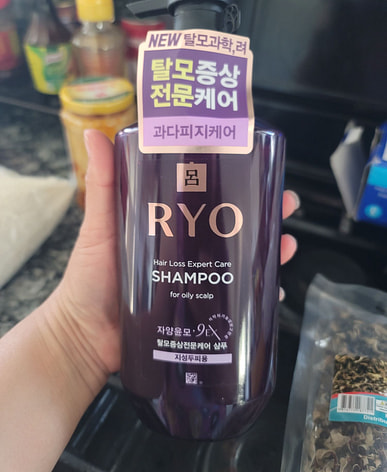 NEW 탈모과학,려
탈모증상
전문케어
과다피지케어
呂
RYO
Hair Loss Expert Care
SHAMPOO
for oily scalp
자양윤모 · 9EX
탈모증상전문케어 샴푸
지성두피용
Distrib